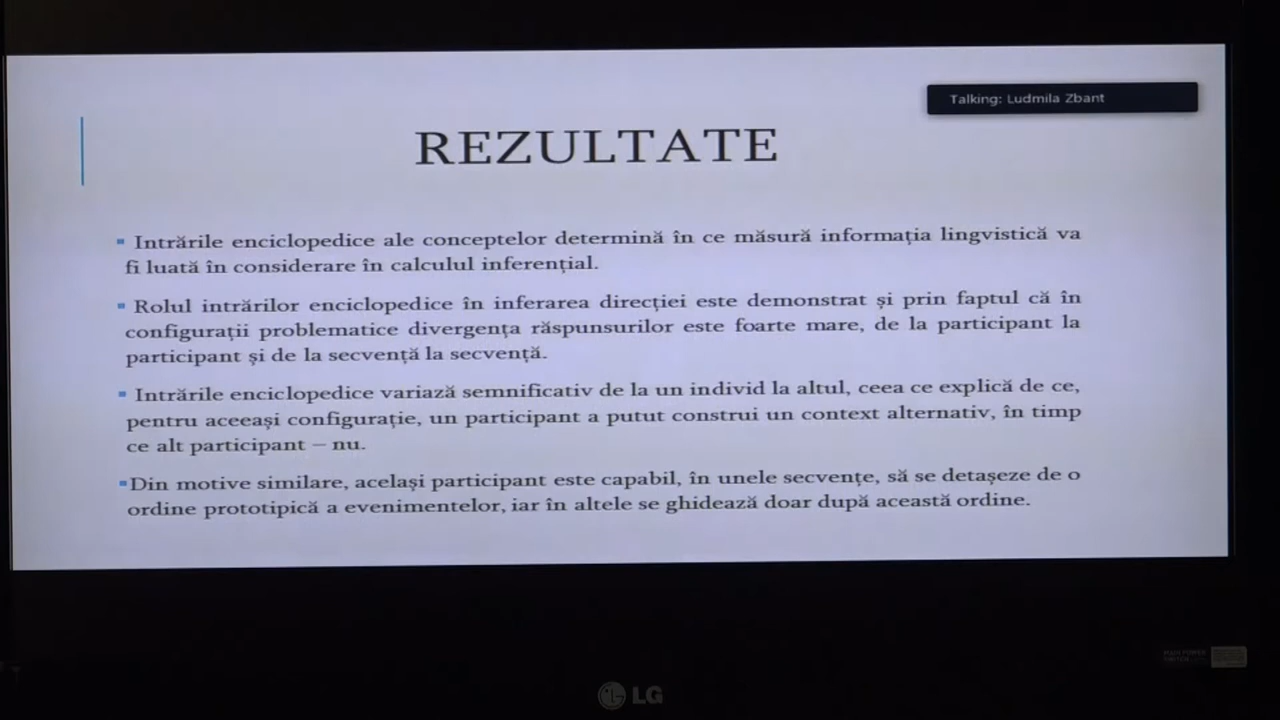 Talking: Ludmila Zbant
REZULTATE
Intrările enciclopedice ale conceptelor determină în ce măsură informația lingvistică va
fi luată în considerare în calculul inferențial.
Rolul intrărilor enciclopedice în inferarea direcției este demonstrat și prin faptul că în
configurații problematice divergența răspunsurilor este foarte mare, de la participant la
participant și de la secvență la secvență.
Intrările enciclopedice variază semnificativ de la un individ la altul, ceea ce explică de ce,
pentru aceeași configurație, un participant a putut construi un context alternativ, în timp
ce alt participant – nu.
Din motive similare, același participant este capabil, în unele secvențe, să se detașeze de o
ordine prototipică a evenimentelor, iar în altele se ghidează doar după această ordine.
LG